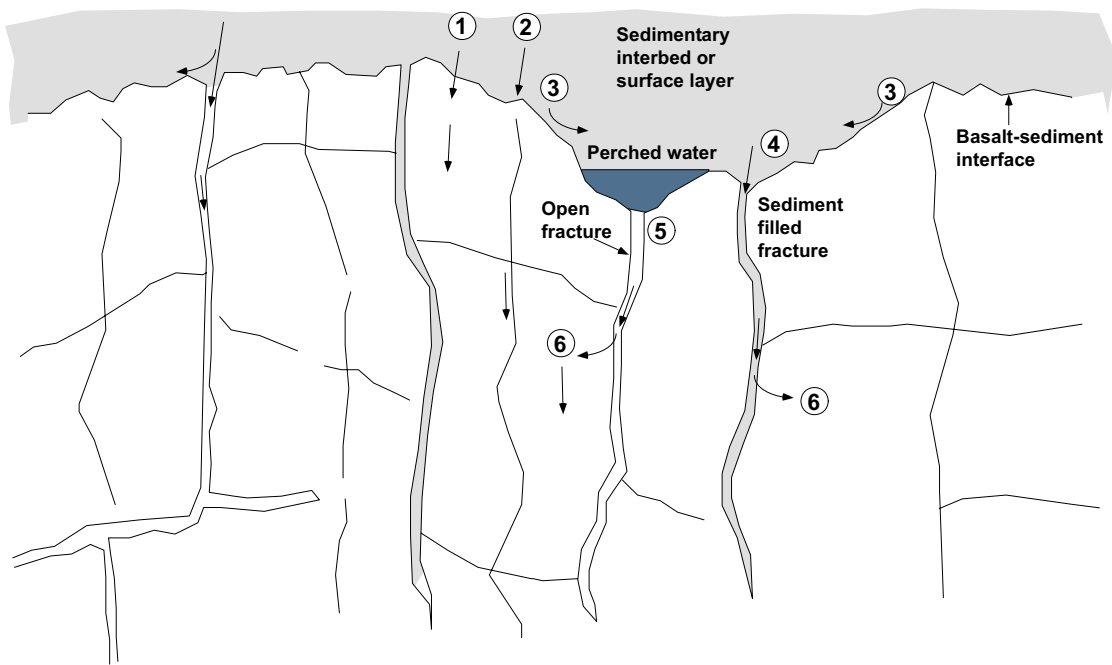 1
2
Sedimentary
interbed or
surface layer
3
3
Basalt-sediment
interface
Perched water
4
Open
fracture
5
Sediment
filled
fracture
6
6